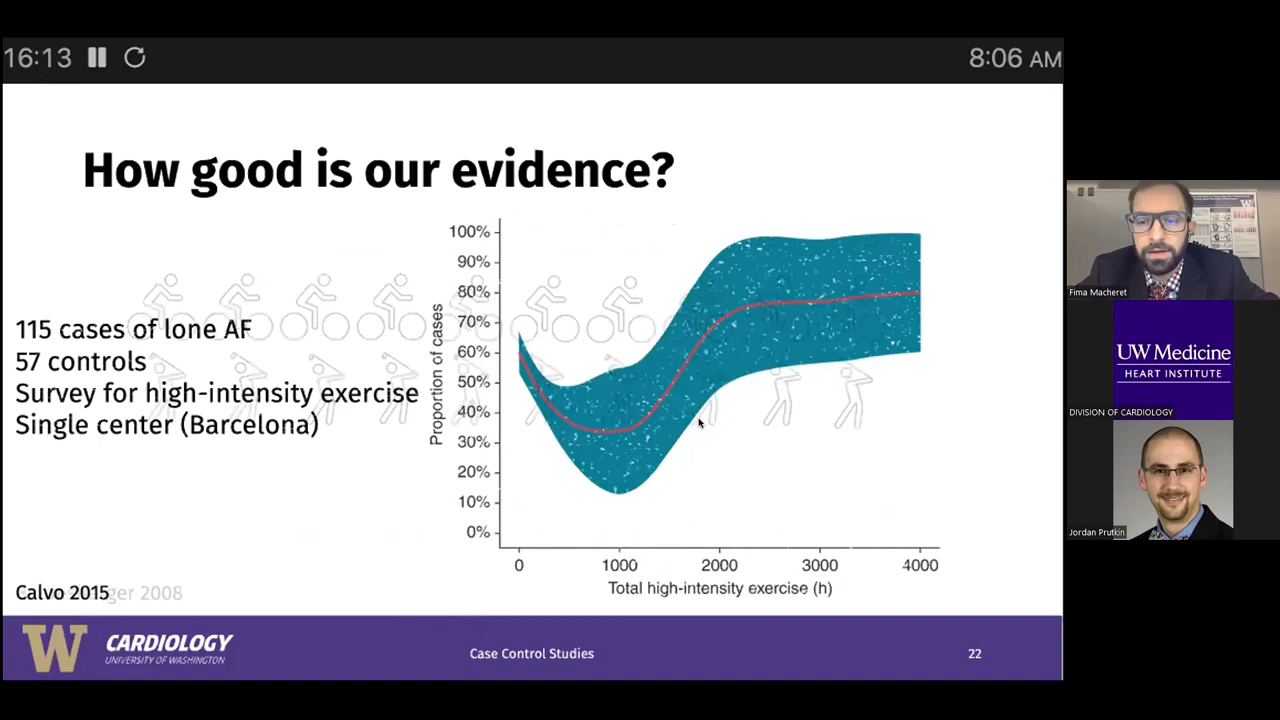 16:13
8:06 AM
How good is our evidence?
115 cases of lone AF
57 controls
Survey for high-intensity exercise
Single center (Barcelona)
Proportion of cases
100%
90%
80%
70%
60%
50%
40%
30%
20%
10%
0%
0 1000 2000 3000 4000
Total high-intensity exercise (h)
Calvo 2015
2008
W CARDIOLOGY
UNIVERSITY OF WASHINGTON
Case Control Studies
22
W
Fima Macheret
UW Medicine
HEART INSTITUTE
DIVISION OF CARDIOLOGY
Jordan Prutkin